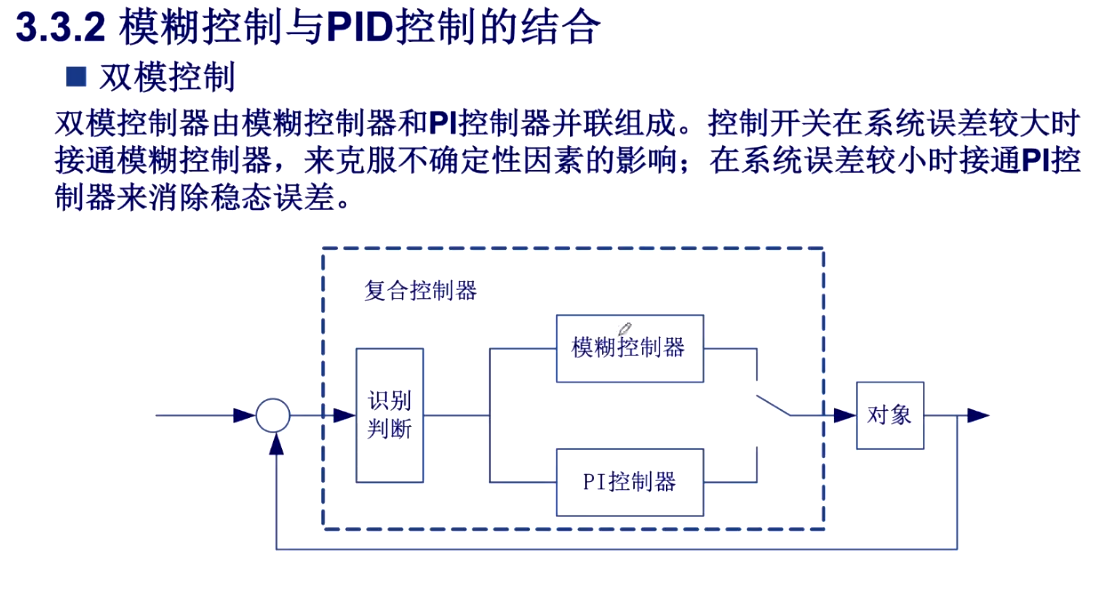 3.3.2 模糊控制与PID控制的结合
双模控制
双模控制器由模糊控制器和PI控制器并联组成。控制开关在系统误差较大时
接通模糊控制器，来克服不确定性因素的影响；在系统误差较小时接通PI控
制器来消除稳态误差。
复合控制器
模糊控制器
识别
判断
对象
PI控制器